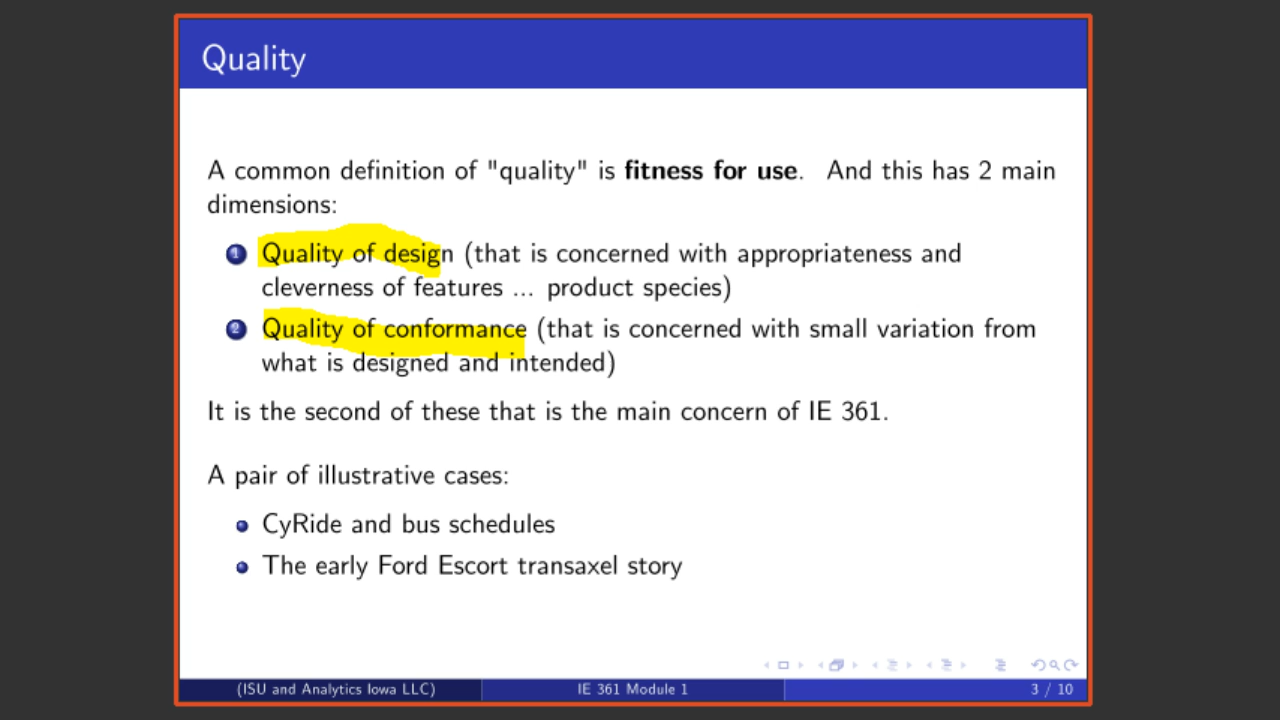 Quality
A common definition of "quality" is fitness for use. And this has 2 main
dimensions:
1 Quality of design (that is concerned with appropriateness and
cleverness of features ... product species)
2 Quality of conformance (that is concerned with small variation from
what is designed and intended)
It is the second of these that is the main concern of IE 361.
A pair of illustrative cases:
CyRide and bus schedules
The early Ford Escort transaxel story
(ISU and Analytics Iowa LLC) IE 361 Module 1 3 / 10